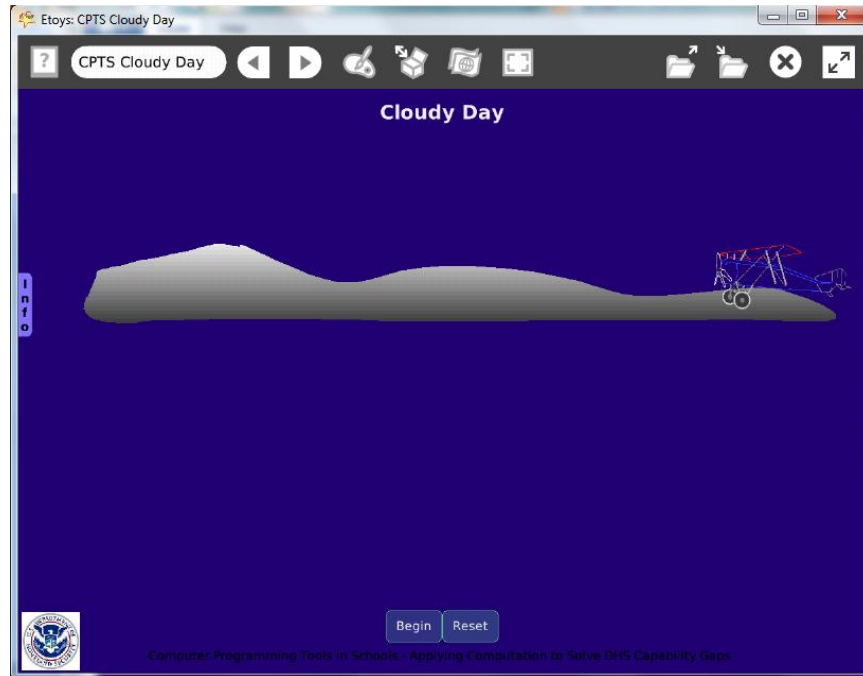 Etoys: CPTS Cloudy Day
? CPTS Cloudy Day
Cloudy Day
Info
Begin Reset
Computer Programming Tools in Schools - Applying Computation to Solve DHS Capability Gaps